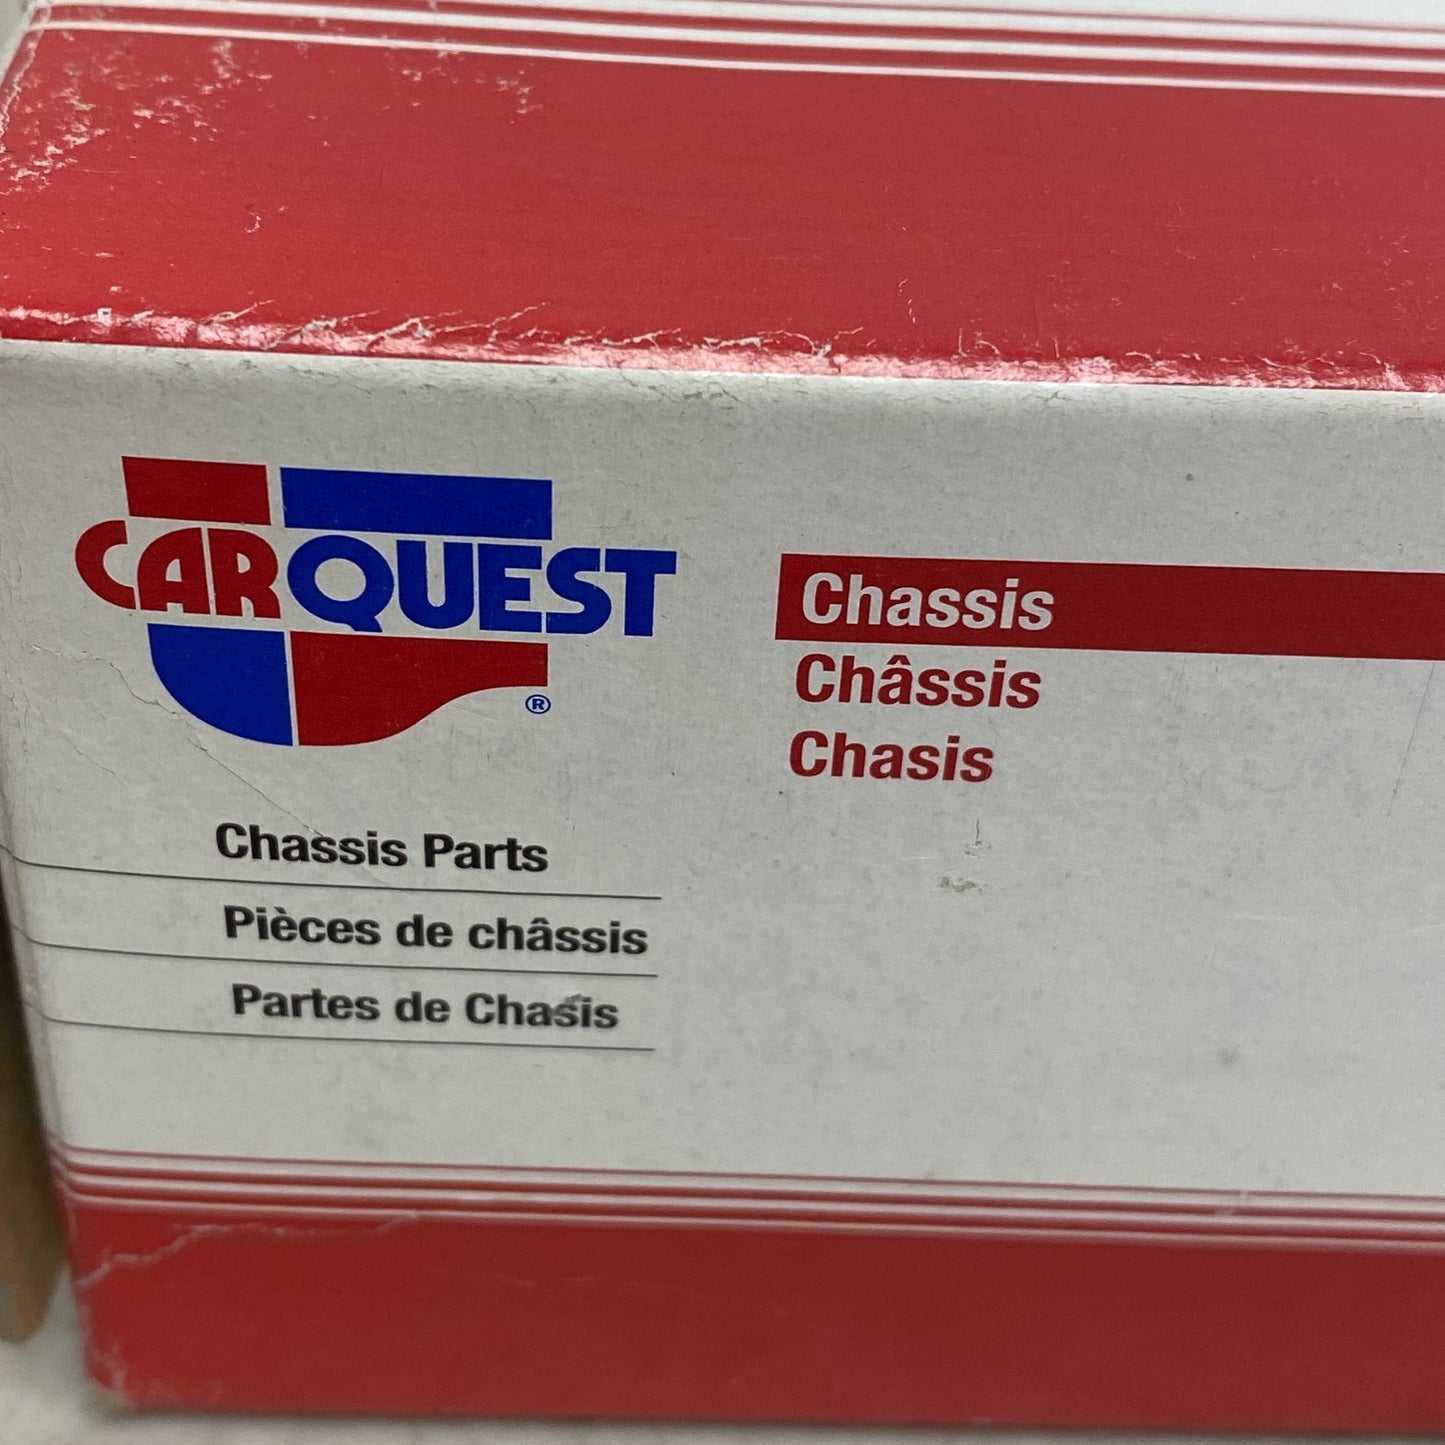 CARQUEST
®
Chassis
Châssis
Chasis
Chassis Parts
Pièces de châssis
Partes de Chasis